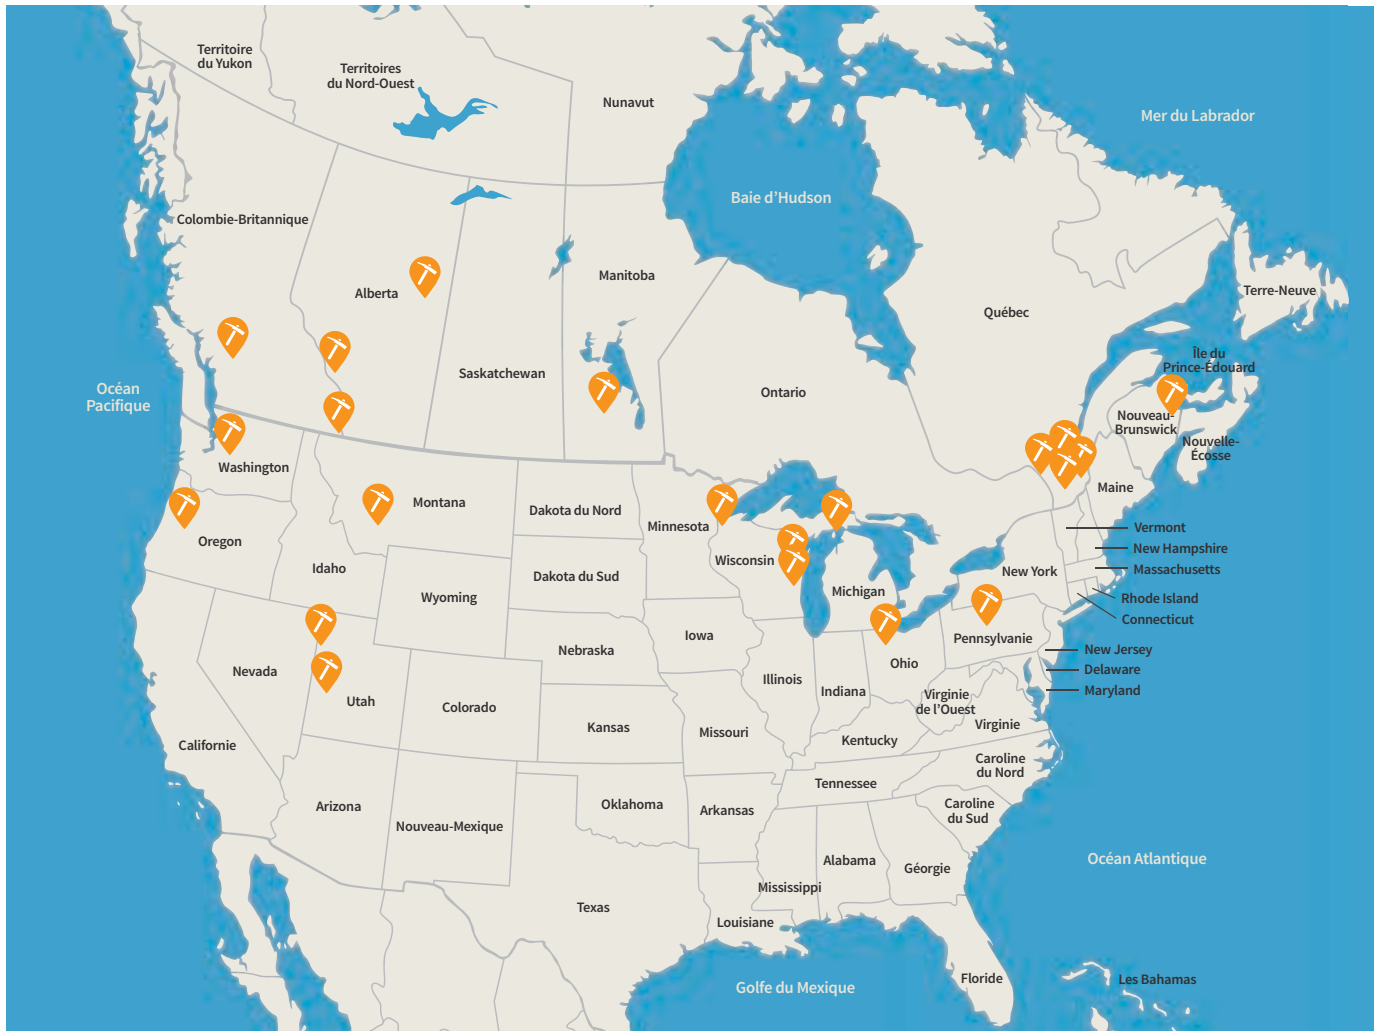 Territoire
du Yukon
Territoires
du Nord-Ouest
Nunavut
Mer du Labrador
Baie d’Hudson
Colombie-Britannique
Alberta
Manitoba
Terre-Neuve
Québec
Île du
Prince-Édouard
Saskatchewan
Ontario
Océan
Pacifique
Nouveau-
Brunswick
Nouvelle-
Écosse
Washington
Montana
Maine
Dakota du Nord
Minnesota
Vermont
Oregon
New Hampshire
Wisconsin
Idaho
New York
Massachusetts
Dakota du Sud
Michigan
Wyoming
Rhode Island
Connecticut
Iowa
Pennsylvanie
Nebraska
New Jersey
Ohio
Nevada
Delaware
Illinois
Indiana
Maryland
Utah
Colorado
Virginie
de l’Ouest
Virginie
Kansas
Missouri
Californie
Kentucky
Caroline
du Nord
Tennessee
Arizona
Oklahoma
Arkansas
Caroline
du Sud
Nouveau-Mexique
Alabama
Géorgie
Océan Atlantique
Mississippi
Texas
Louisiane
Floride
Les Bahamas
Golfe du Mexique